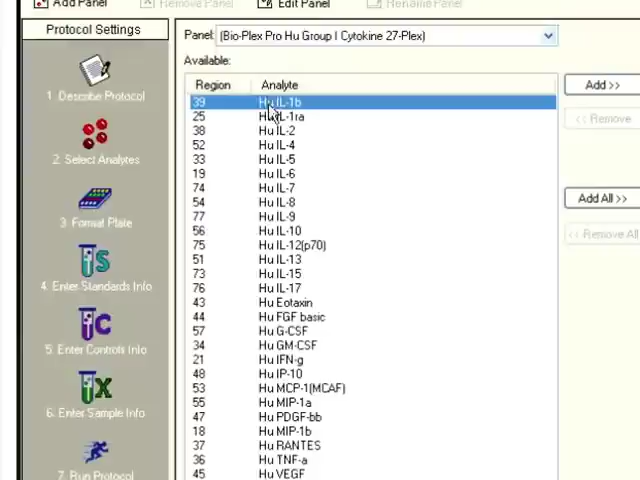 Add Panel Remove Panel Edit Panel Rename Panel
Protocol Settings
1. Describe Protocol
2. Select Analytes
3. Format Plate
4. Enter Standards Info
5. Enter Controls Info
6. Enter Sample Info
7. Run Protocol
Panel: (Bio-Plex Pro Hu Group I Cytokine 27-Plex)
Available:
Region Analyte
39 Hu IL-1b
25 Hu IL-1ra
38 Hu IL-2
52 Hu IL-4
33 Hu IL-5
19 Hu IL-6
74 Hu IL-7
54 Hu IL-8
77 Hu IL-9
56 Hu IL-10
75 Hu IL-12(p70)
51 Hu IL-13
73 Hu IL-15
76 Hu IL-17
43 Hu Eotaxin
44 Hu FGF basic
57 Hu G-CSF
34 Hu GM-CSF
21 Hu IFN-g
48 Hu IP-10
53 Hu MCP-1(MCAF)
55 Hu MIP-1a
47 Hu PDGF-bb
18 Hu MIP-1b
37 Hu RANTES
36 Hu TNF-a
45 Hu VEGF
Add >>
<< Remove
Add All >>
<< Remove All